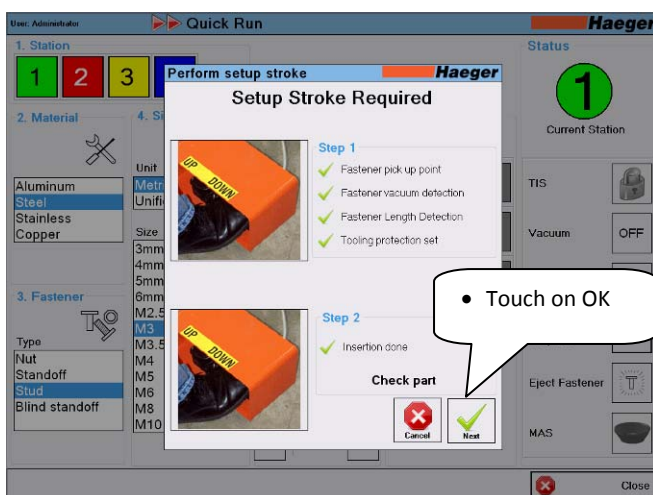 User: Administrator
Quick Run
Haeger
1. Station
1 2 3
2. Material
Aluminum
Steel
Stainless
Copper
3. Fastener
Type
Nut
Standoff
Stud
Blind standoff
4. Si
Unit
Metri
Unifi
Size
3mm
4mm
5mm
6mm
M2.5
M3
M3.5
M4
M5
M6
M8
M10
Perform setup stroke
Haeger
Setup Stroke Required
UP DOWN
Step 1
Fastener pick up point
Fastener vacuum detection
Fastener Length Detection
Tooling protection set
UP DOWN
Step 2
Insertion done
Check part
Cancel
Next
• Touch on OK
Status
1
Current Station
TIS
Vacuum
OFF
Eject Fastener
MAS
Close